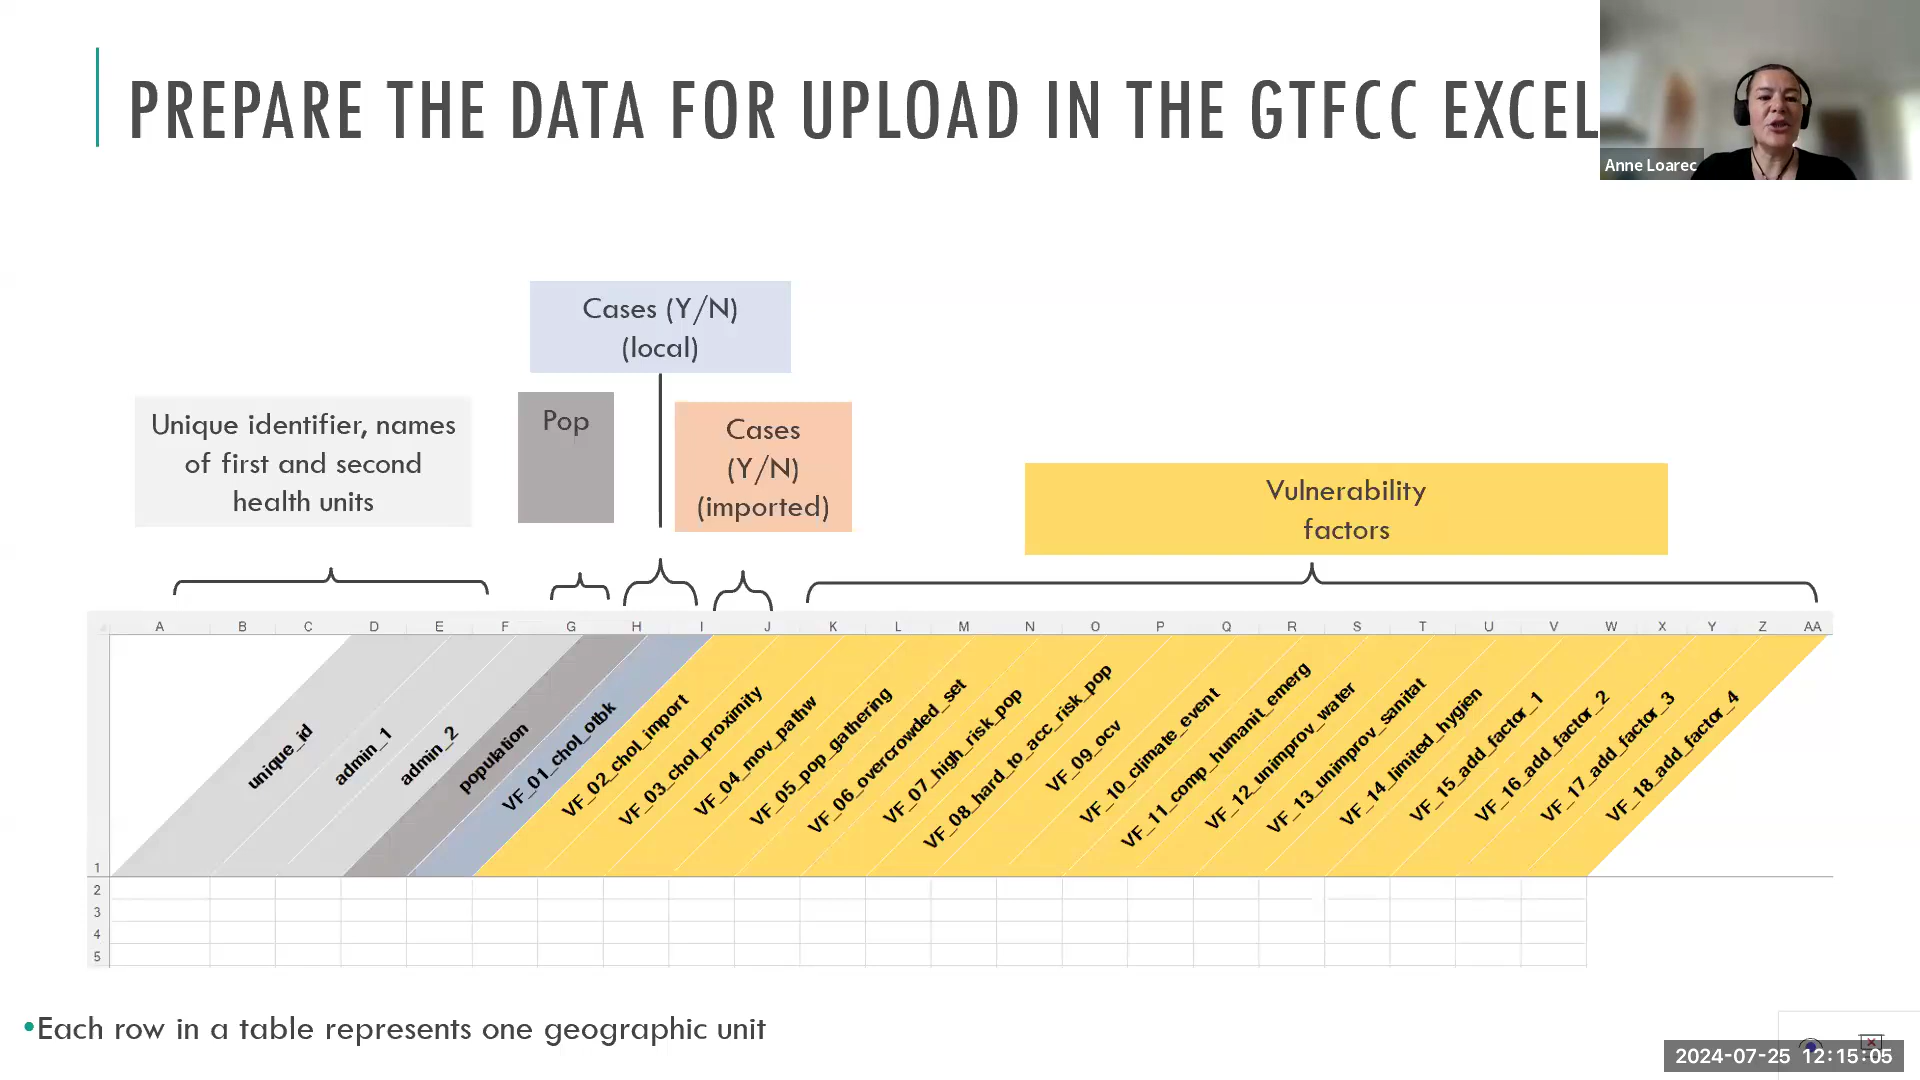 PREPARE THE DATA FOR UPLOAD IN THE GTFCC EXCEL
Anne Loarec
Cases (Y/N)
(local)
Unique identifier, names
of first and second
health units
Pop
Cases
(Y/N)
(imported)
Vulnerability
factors
A B C D E F G H I J K L M N O P Q R S T U V W X Y Z AA
unique_id
admin_1
admin_2
population
VF_01_chol_otbk
VF_02_chol_import
VF_03_chol_proximity
VF_04_mov_pathw
VF_05_pop_gathering
VF_06_overcrowded_set
VF_07_high_risk_pop
VF_08_hard_to_acc_risk_pop
VF_09_ocv
VF_10_climate_event
VF_11_comp_humanit_emerg
VF_12_unimprov_water
VF_13_unimprov_sanitat
VF_14_limited_hygien
VF_15_add_factor_1
VF_16_add_factor_2
VF_17_add_factor_3
VF_18_add_factor_4
1
2
3
4
5
•Each row in a table represents one geographic unit
2024-07-25 12:15:05